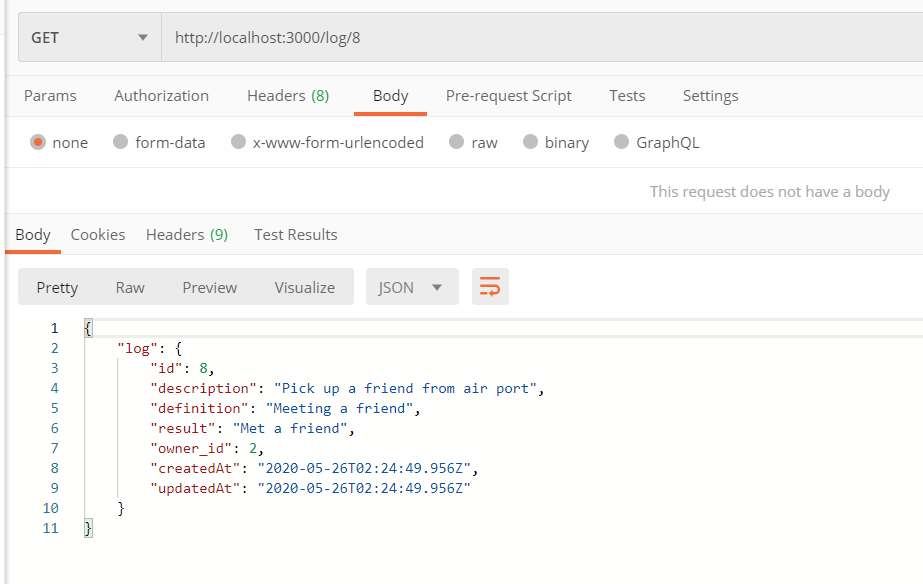 GET http://localhost:3000/log/8
Params Authorization Headers (8) Body Pre-request Script Tests Settings
none form-data x-www-form-urlencoded raw binary GraphQL
This request does not have a body
Body Cookies Headers (9) Test Results
Pretty Raw Preview Visualize JSON
1 {
2 "log": {
3 "id": 8,
4 "description": "Pick up a friend from air port",
5 "definition": "Meeting a friend",
6 "result": "Met a friend",
7 "owner_id": 2,
8 "createdAt": "2020-05-26T02:24:49.956Z",
9 "updatedAt": "2020-05-26T02:24:49.956Z"
10 }
11 }